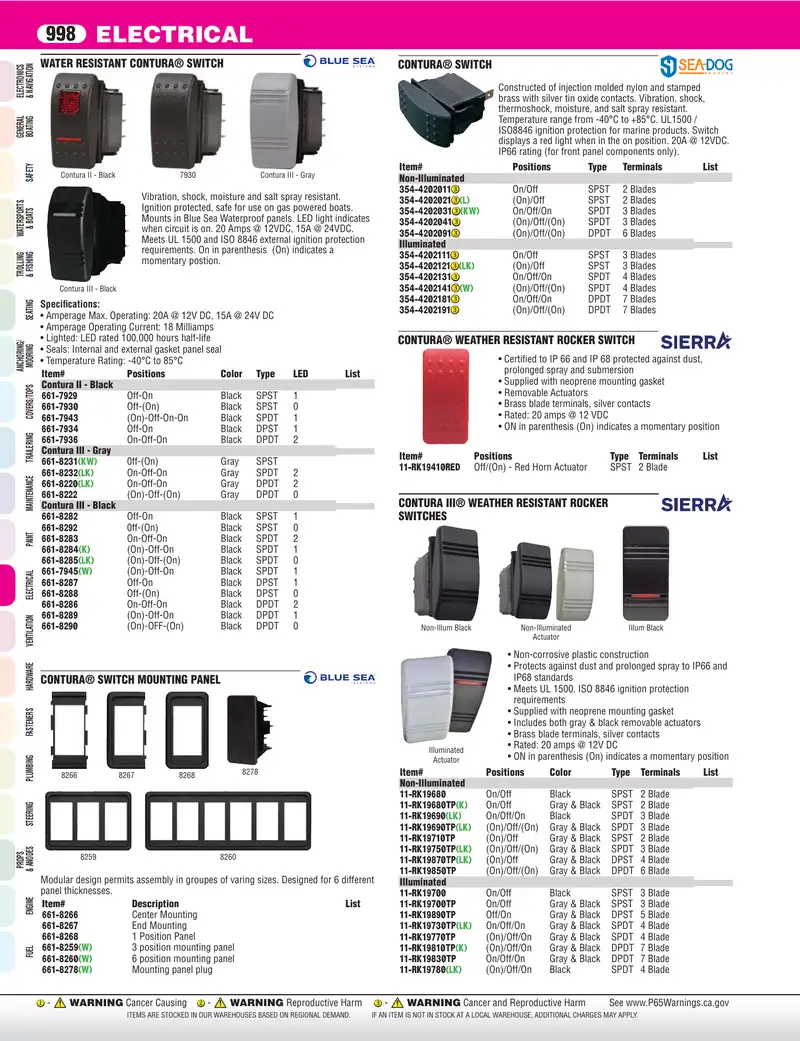 998 ELECTRICAL
ELECTRONICS & NAVIGATION
GENERAL BOATING
SAFETY
WATERSPORTS & BOATS
TROLLING & FISHING
SEATING
ANCHORING/ MOORING
COVERS/TOPS
TRAILERING
MAINTENANCE
PAINT
ELECTRICAL
VENTILATION
HARDWARE
FASTENERS
PLUMBING
STEERING
PROPS & ANODES
ENGINE
FUEL
WATER RESISTANT CONTURA® SWITCH
BLUE SEA
SYSTEMS
Contura II - Black
7930
Contura III - Gray
Contura III - Black
Vibration, shock, moisture and salt spray resistant.
Ignition protected, safe for use on gas powered boats.
Mounts in Blue Sea Waterproof panels. LED light indicates
when circuit is on. 20 Amps @ 12VDC, 15A @ 24VDC.
Meets UL 1500 and ISO 8846 external ignition protection
requirements. On in parenthesis (On) indicates a
momentary postion.
Specifications:
• Amperage Max. Operating: 20A @ 12V DC, 15A @ 24V DC
• Amperage Operating Current: 18 Milliamps
• Lighted: LED rated 100,000 hours half-life
• Seals: Internal and external gasket panel seal
• Temperature Rating: -40°C to 85°C
Item# Positions Color Type LED List
Contura II - Black
661-7929 Off-On Black SPST 1
661-7930 Off-(On) Black SPST 0
661-7943 (On)-Off-On-On Black SPDT 1
661-7934 Off-On Black DPST 1
661-7936 On-Off-On Black DPDT 2
Contura III - Gray
661-8231(KW) Off-(On) Gray SPST
661-8232(LK) On-Off-On Gray SPDT 2
661-8220(LK) On-Off-On Gray DPDT 2
661-8222 (On)-Off-(On) Gray DPDT 0
Contura III - Black
661-8282 Off-On Black SPST 1
661-8292 Off-(On) Black SPST 0
661-8283 On-Off-On Black SPDT 2
661-8284(K) (On)-Off-On Black SPDT 1
661-8285(LK) (On)-Off-(On) Black SPDT 0
661-7945(W) (On)-Off-On Black SPDT 1
661-8287 Off-On Black DPST 1
661-8288 Off-(On) Black DPST 0
661-8286 On-Off-On Black DPDT 2
661-8289 (On)-Off-On Black DPDT 1
661-8290 (On)-OFF-(On) Black DPDT 0
CONTURA® SWITCH MOUNTING PANEL
BLUE SEA
SYSTEMS
8266
8267
8268
8278
8259
8260
Modular design permits assembly in groupes of varing sizes. Designed for 6 different
panel thicknesses.
Item# Description List
661-8266 Center Mounting
661-8267 End Mounting
661-8268 1 Position Panel
661-8259(W) 3 position mounting panel
661-8260(W) 6 position mounting panel
661-8278(W) Mounting panel plug
CONTURA® SWITCH
SEA-DOG
Constructed of injection molded nylon and stamped
brass with silver tin oxide contacts. Vibration, shock,
thermoshock, moisture, and salt spray resistant.
Temperature range from -40°C to +85°C. UL1500 /
ISO8846 ignition protection for marine products. Switch
displays a red light when in the on position. 20A @ 12VDC.
IP66 rating (for front panel components only).
Item# Positions Type Terminals List
Non-Illuminated
354-4202011③ On/Off SPST 2 Blades
354-4202021③(L) (On)/Off SPST 2 Blades
354-4202031③(KW) On/Off/On SPDT 3 Blades
354-4202041③ (On)/Off/(On) SPDT 3 Blades
354-4202091③ (On)/Off/(On) DPDT 6 Blades
Illuminated
354-4202111③ On/Off SPST 3 Blades
354-4202121③(LK) (On)/Off SPST 3 Blades
354-4202131③ On/Off/On SPDT 4 Blades
354-4202141③(W) (On)/Off/(On) SPDT 4 Blades
354-4202181③ On/Off/On DPDT 7 Blades
354-4202191③ (On)/Off/(On) DPDT 7 Blades
CONTURA® WEATHER RESISTANT ROCKER SWITCH
SIERRA
• Certified to IP 66 and IP 68 protected against dust,
prolonged spray and submersion
• Supplied with neoprene mounting gasket
• Removable Actuators
• Brass blade terminals, silver contacts
• Rated: 20 amps @ 12 VDC
• ON in parenthesis (On) indicates a momentary position
Item# Positions Type Terminals List
11-RK19410RED Off/(On) - Red Horn Actuator SPST 2 Blade
CONTURA III® WEATHER RESISTANT ROCKER
SWITCHES
SIERRA
Non-Illum Black
Non-Illuminated
Actuator
Illum Black
Illuminated
Actuator
• Non-corrosive plastic construction
• Protects against dust and prolonged spray to IP66 and
IP68 standards
• Meets UL 1500, ISO 8846 ignition protection
requirements
• Supplied with neoprene mounting gasket
• Includes both gray & black removable actuators
• Brass blade terminals, silver contacts
• Rated: 20 amps @ 12V DC
• ON in parenthesis (On) indicates a momentary position
Item# Positions Color Type Terminals List
Non-Illuminated
11-RK19680 On/Off Black SPST 2 Blade
11-RK19680TP(K) On/Off Gray & Black SPST 2 Blade
11-RK19690(LK) On/Off/On Black SPDT 3 Blade
11-RK19690TP(LK) (On)/Off/(On) Gray & Black SPDT 3 Blade
11-RK19710TP (On)/Off Gray & Black SPST 2 Blade
11-RK19750TP(LK) (On)/Off/(On) Gray & Black SPDT 3 Blade
11-RK19870TP(LK) (On)/Off Gray & Black DPST 4 Blade
11-RK19850TP (On)/Off/(On) Gray & Black DPDT 6 Blade
Illuminated
11-RK19700 On/Off Black SPST 3 Blade
11-RK19700TP On/Off Gray & Black SPST 3 Blade
11-RK19890TP Off/On Gray & Black DPST 5 Blade
11-RK19730TP(LK) On/Off/On Gray & Black SPDT 4 Blade
11-RK19770TP (On)/Off/On Gray & Black SPDT 4 Blade
11-RK19810TP(K) (On)/Off/On Gray & Black DPDT 7 Blade
11-RK19830TP On/Off/On Gray & Black DPDT 7 Blade
11-RK19780(LK) (On)/Off/On Black SPDT 4 Blade
① - WARNING Cancer Causing ② - WARNING Reproductive Harm ③ - WARNING Cancer and Reproductive Harm See www.P65Warnings.ca.gov
ITEMS ARE STOCKED IN OUR WAREHOUSES BASED ON REGIONAL DEMAND. IF AN ITEM IS NOT IN STOCK AT A LOCAL WAREHOUSE, ADDITIONAL CHARGES MAY APPLY.